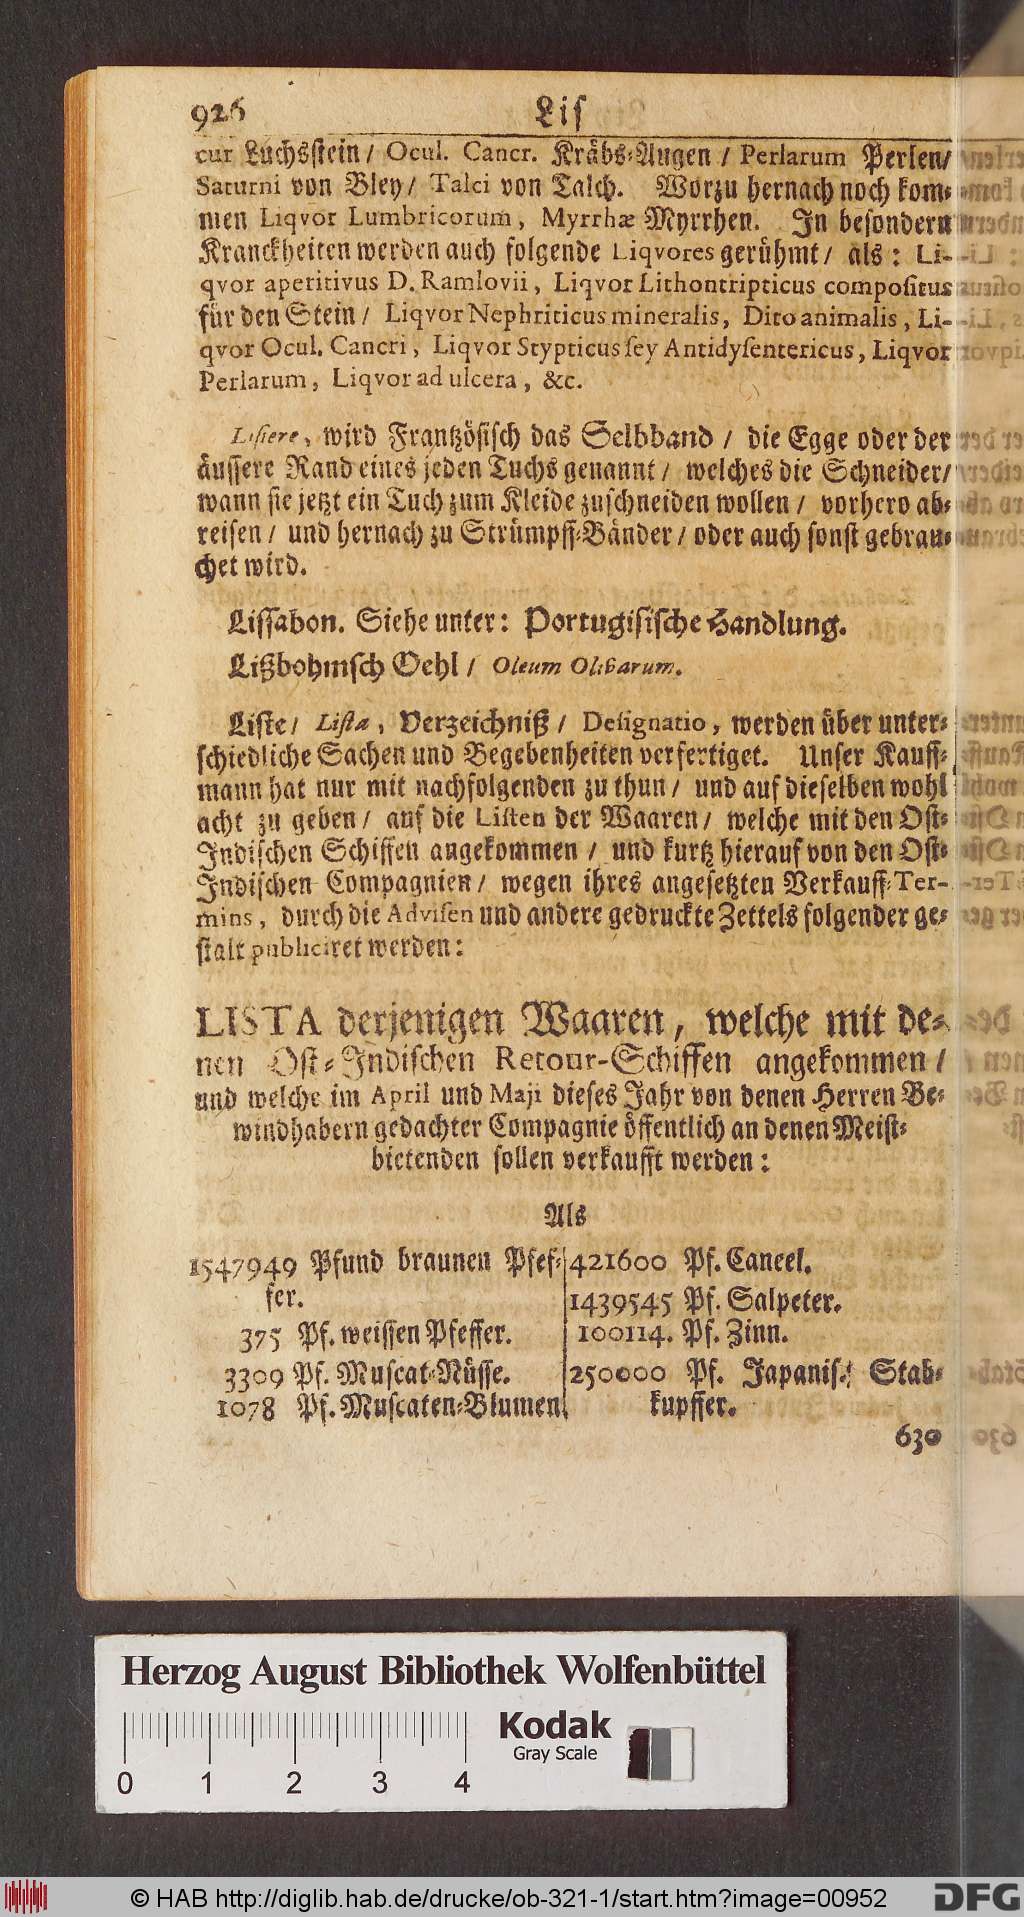 926 Lis
cur Luchsstein / Ocul. Cancr. Kräbs-Augen / Perlarum Perlen/
Saturni von Bley / Talci von Talch. Worzu hernach noch kom-
men Liqvor Lumbricorum, Myrrhæ Myrrhen. In besondern
Kranckheiten werden auch folgende Liqvores gerühmt / als: Li-
qvor aperitivus D. Ramlovii, Liqvor Lithontripticus compositus
für den Stein / Liqvor Nephriticus mineralis, Dito animalis, Li-
qvor Ocul. Cancri, Liqvor Stypticus sey Antidysentericus, Liqvor
Perlarum, Liqvor ad ulcera, &c.
Lisiere, wird Frantzösisch das Selbband / die Egge oder der
äussere Rand eines jeden Tuchs genannt / welches die Schneider/
wann sie jetzt ein Tuch zum Kleide zuschneiden wollen / vorhero ab-
reisen / und hernach zu Strümpff-Bänder / oder auch sonst gebrau-
chet wird.
Lissabon. Siehe unter: Portugisische Handlung.
Lißbohmsch Oehl / Oleum Olivarum.
Liste / Lista, Verzeichniß / Designatio, werden über unter-
schiedliche Sachen und Begebenheiten verfertiget. Unser Kauff-
mann hat nur mit nachfolgenden zu thun / und auf dieselben wohl
acht zu geben / auf die Listen der Waaren / welche mit den Ost-
Indischen Schiffen angekommen / und kurtz hierauf von den Ost-
Indischen Compagnien / wegen ihres angesetzten Verkauff-Ter-
mins, durch die Advisen und andere gedruckte Zettels folgender ge-
stalt publiciret werden:
LISTA derjenigen Waaren, welche mit de-
nen Ost-Indischen Retour-Schiffen angekommen /
und welche im April und Maji dieses Jahr von denen Herren Be-
windhabern gedachter Compagnie öffentlich an denen Meist-
bietenden sollen verkaufft werden:
Als
1547949 Pfund braunen Pfef-
fer.
375 Pf. weissen Pfeffer.
3309 Pf. Muscat-Nüsse.
1078 Pf. Muscaten-Blumen.
421600 Pf. Caneel.
1439545 Pf. Salpeter.
100114. Pf. Zinn.
250000 Pf. Japanis. Stab-
kupffer.
630
Herzog August Bibliothek Wolfenbüttel
Kodak
Gray Scale
0 1 2 3 4
© HAB http://diglib.hab.de/drucke/ob-321-1/start.htm?image=00952
DFG